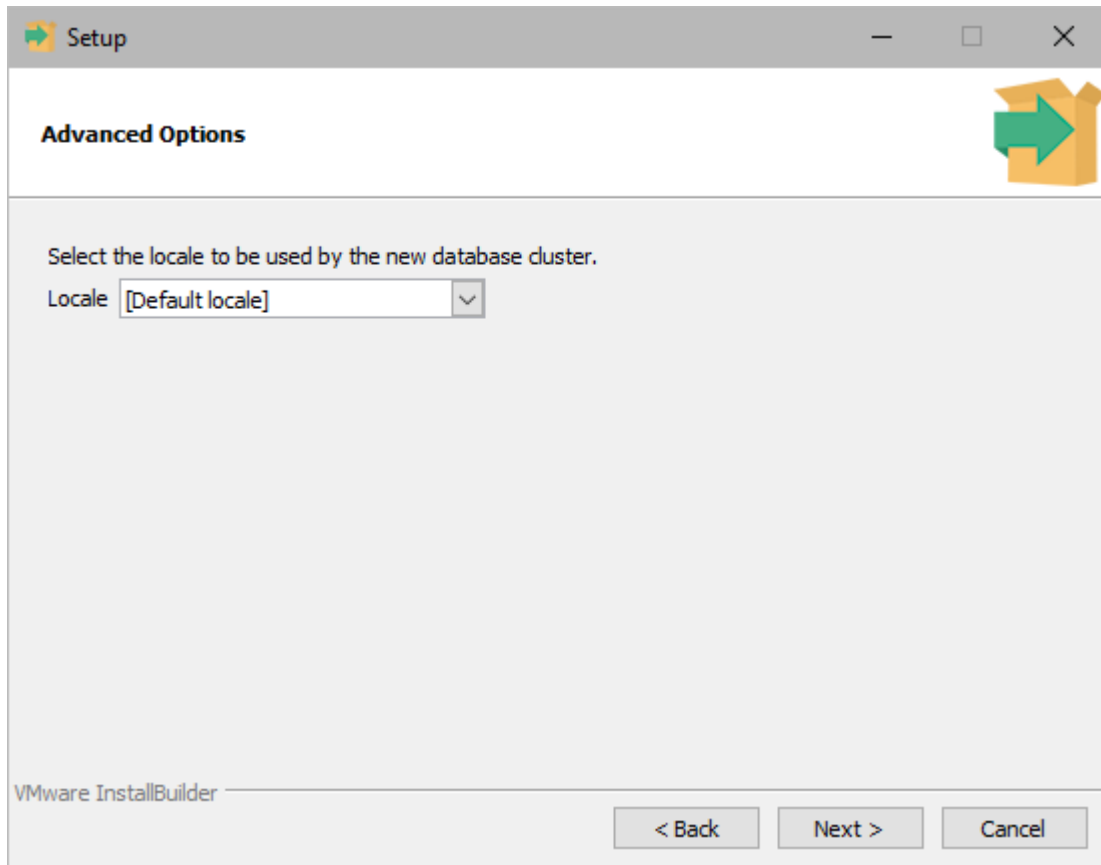 Setup
Advanced Options
Select the locale to be used by the new database cluster.
Locale [Default locale]
VMware InstallBuilder
< Back Next > Cancel